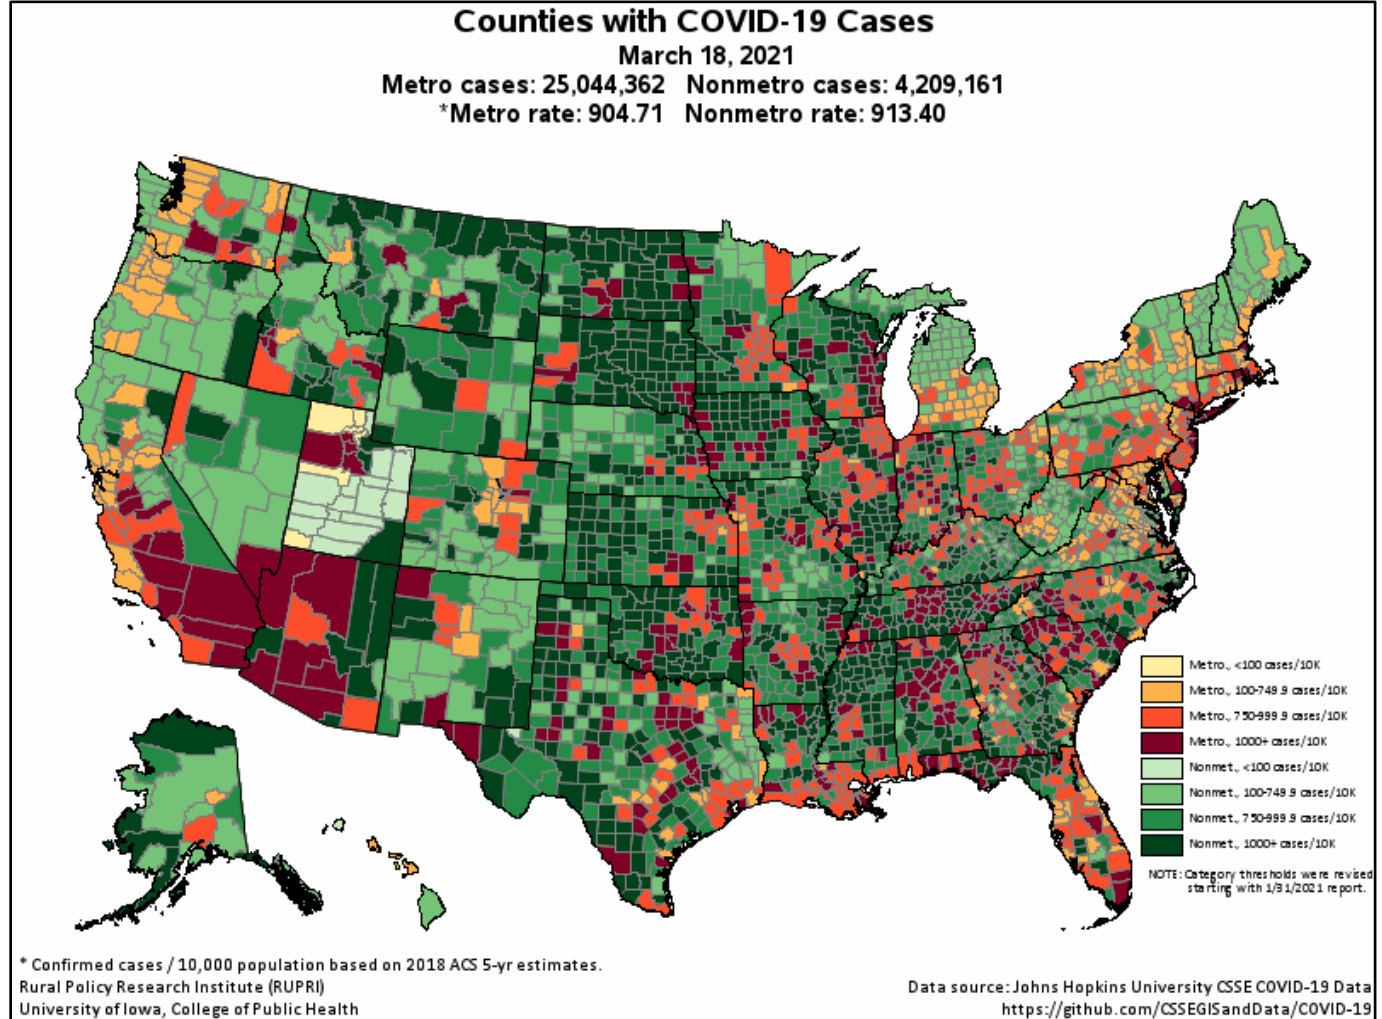 Counties with COVID-19 Cases
March 18, 2021
Metro cases: 25,044,362 Nonmetro cases: 4,209,161
*Metro rate: 904.71 Nonmetro rate: 913.40
Metro., <100 cases/10K
Metro., 100-749.9 cases/10K
Metro., 750-999.9 cases/10K
Metro., 1000+ cases/10K
Nonmet., <100 cases/10K
Nonmet., 100-749.9 cases/10K
Nonmet., 750-999.9 cases/10K
Nonmet., 1000+ cases/10K
NOTE: Category thresholds were revised
starting with 1/31/2021 report.
* Confirmed cases / 10,000 population based on 2018 ACS 5-yr estimates.
Rural Policy Research Institute (RUPRI)
University of Iowa, College of Public Health
Data source: Johns Hopkins University CSSE COVID-19 Data
https://github.com/CSSEGISandData/COVID-19